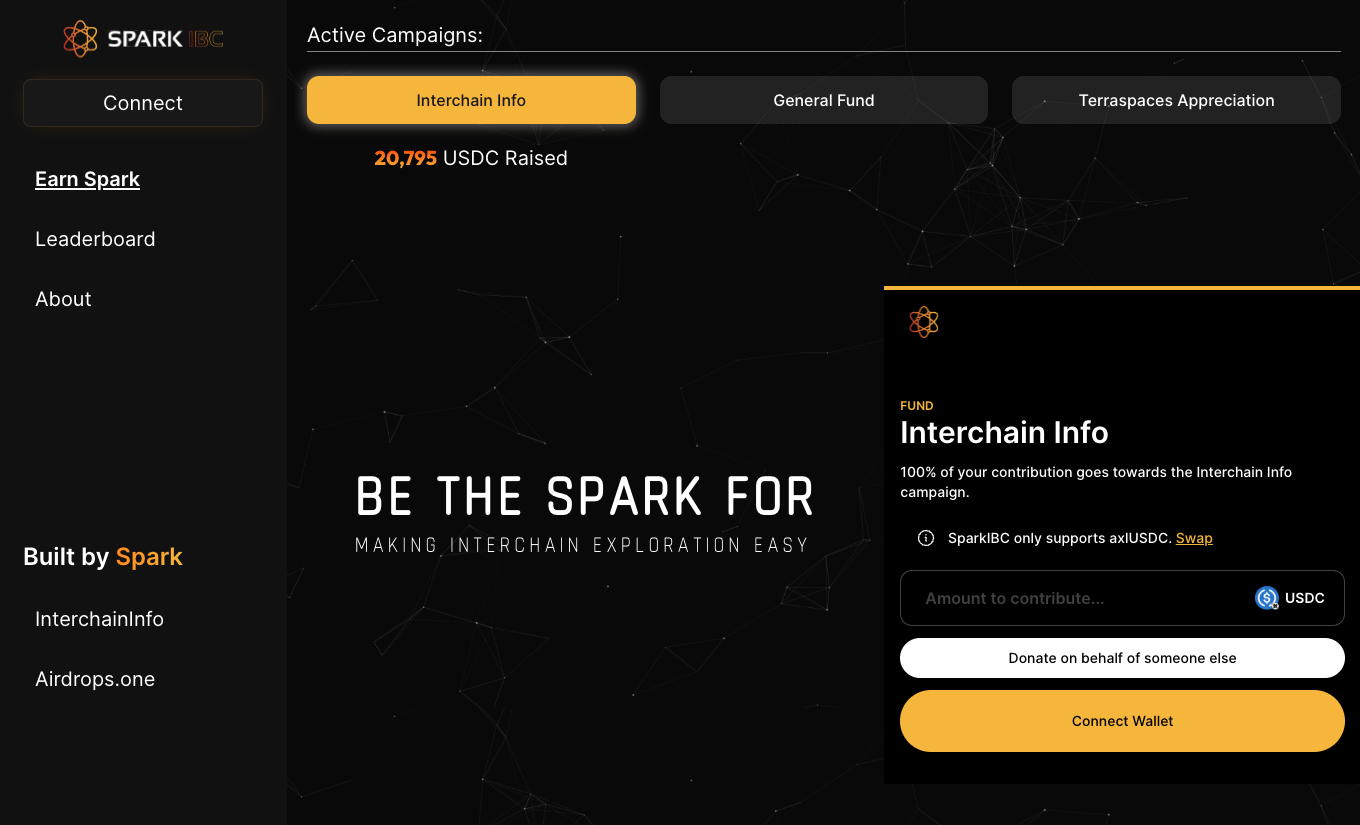 SPARK IBC
Connect
Earn Spark
Leaderboard
About
Built by Spark
InterchainInfo
Airdrops.one
Active Campaigns:
Interchain Info
General Fund
Terraspaces Appreciation
20,795 USDC Raised
BE THE SPARK FOR
MAKING INTERCHAIN EXPLORATION EASY
FUND
Interchain Info
100% of your contribution goes towards the Interchain Info
campaign.
SparkIBC only supports axlUSDC. Swap
Amount to contribute...
USDC
Donate on behalf of someone else
Connect Wallet